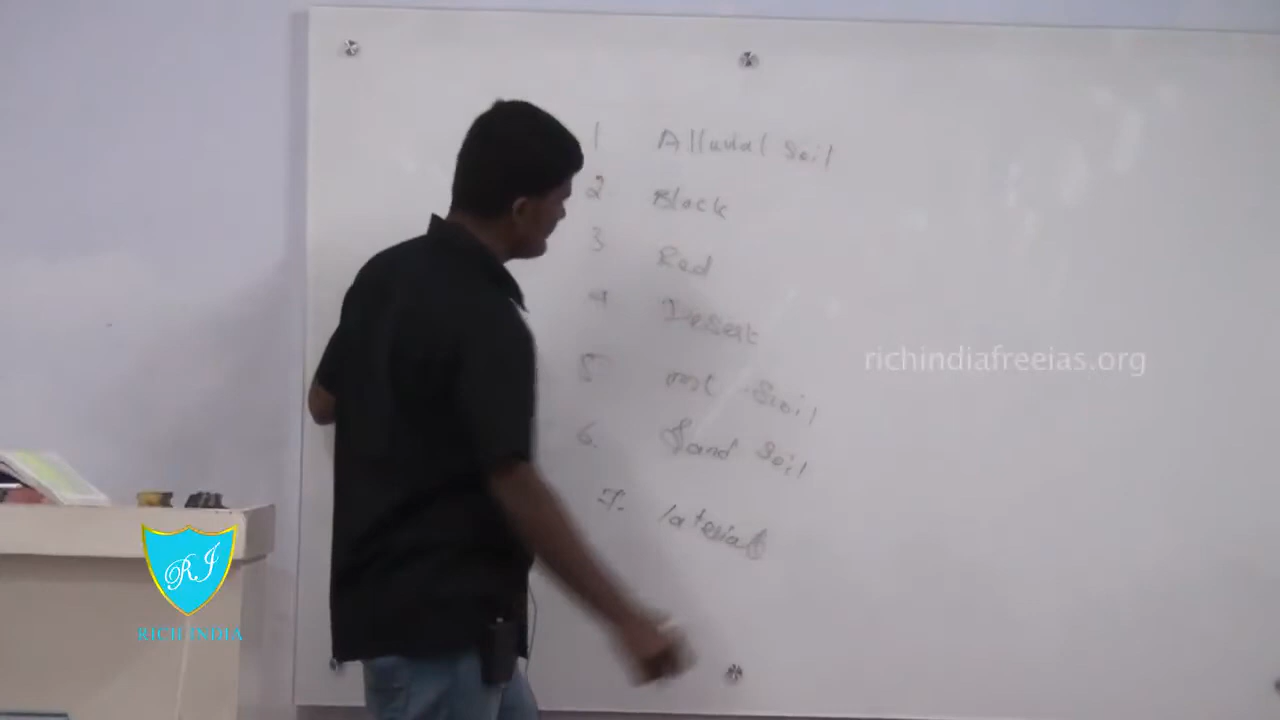 1 Alluvial Soil
2 Black
3 Red
4 Desert
5 Soil
6. Sand Soil
7.
richindiafreeias.org
RJ
RICH INDIA